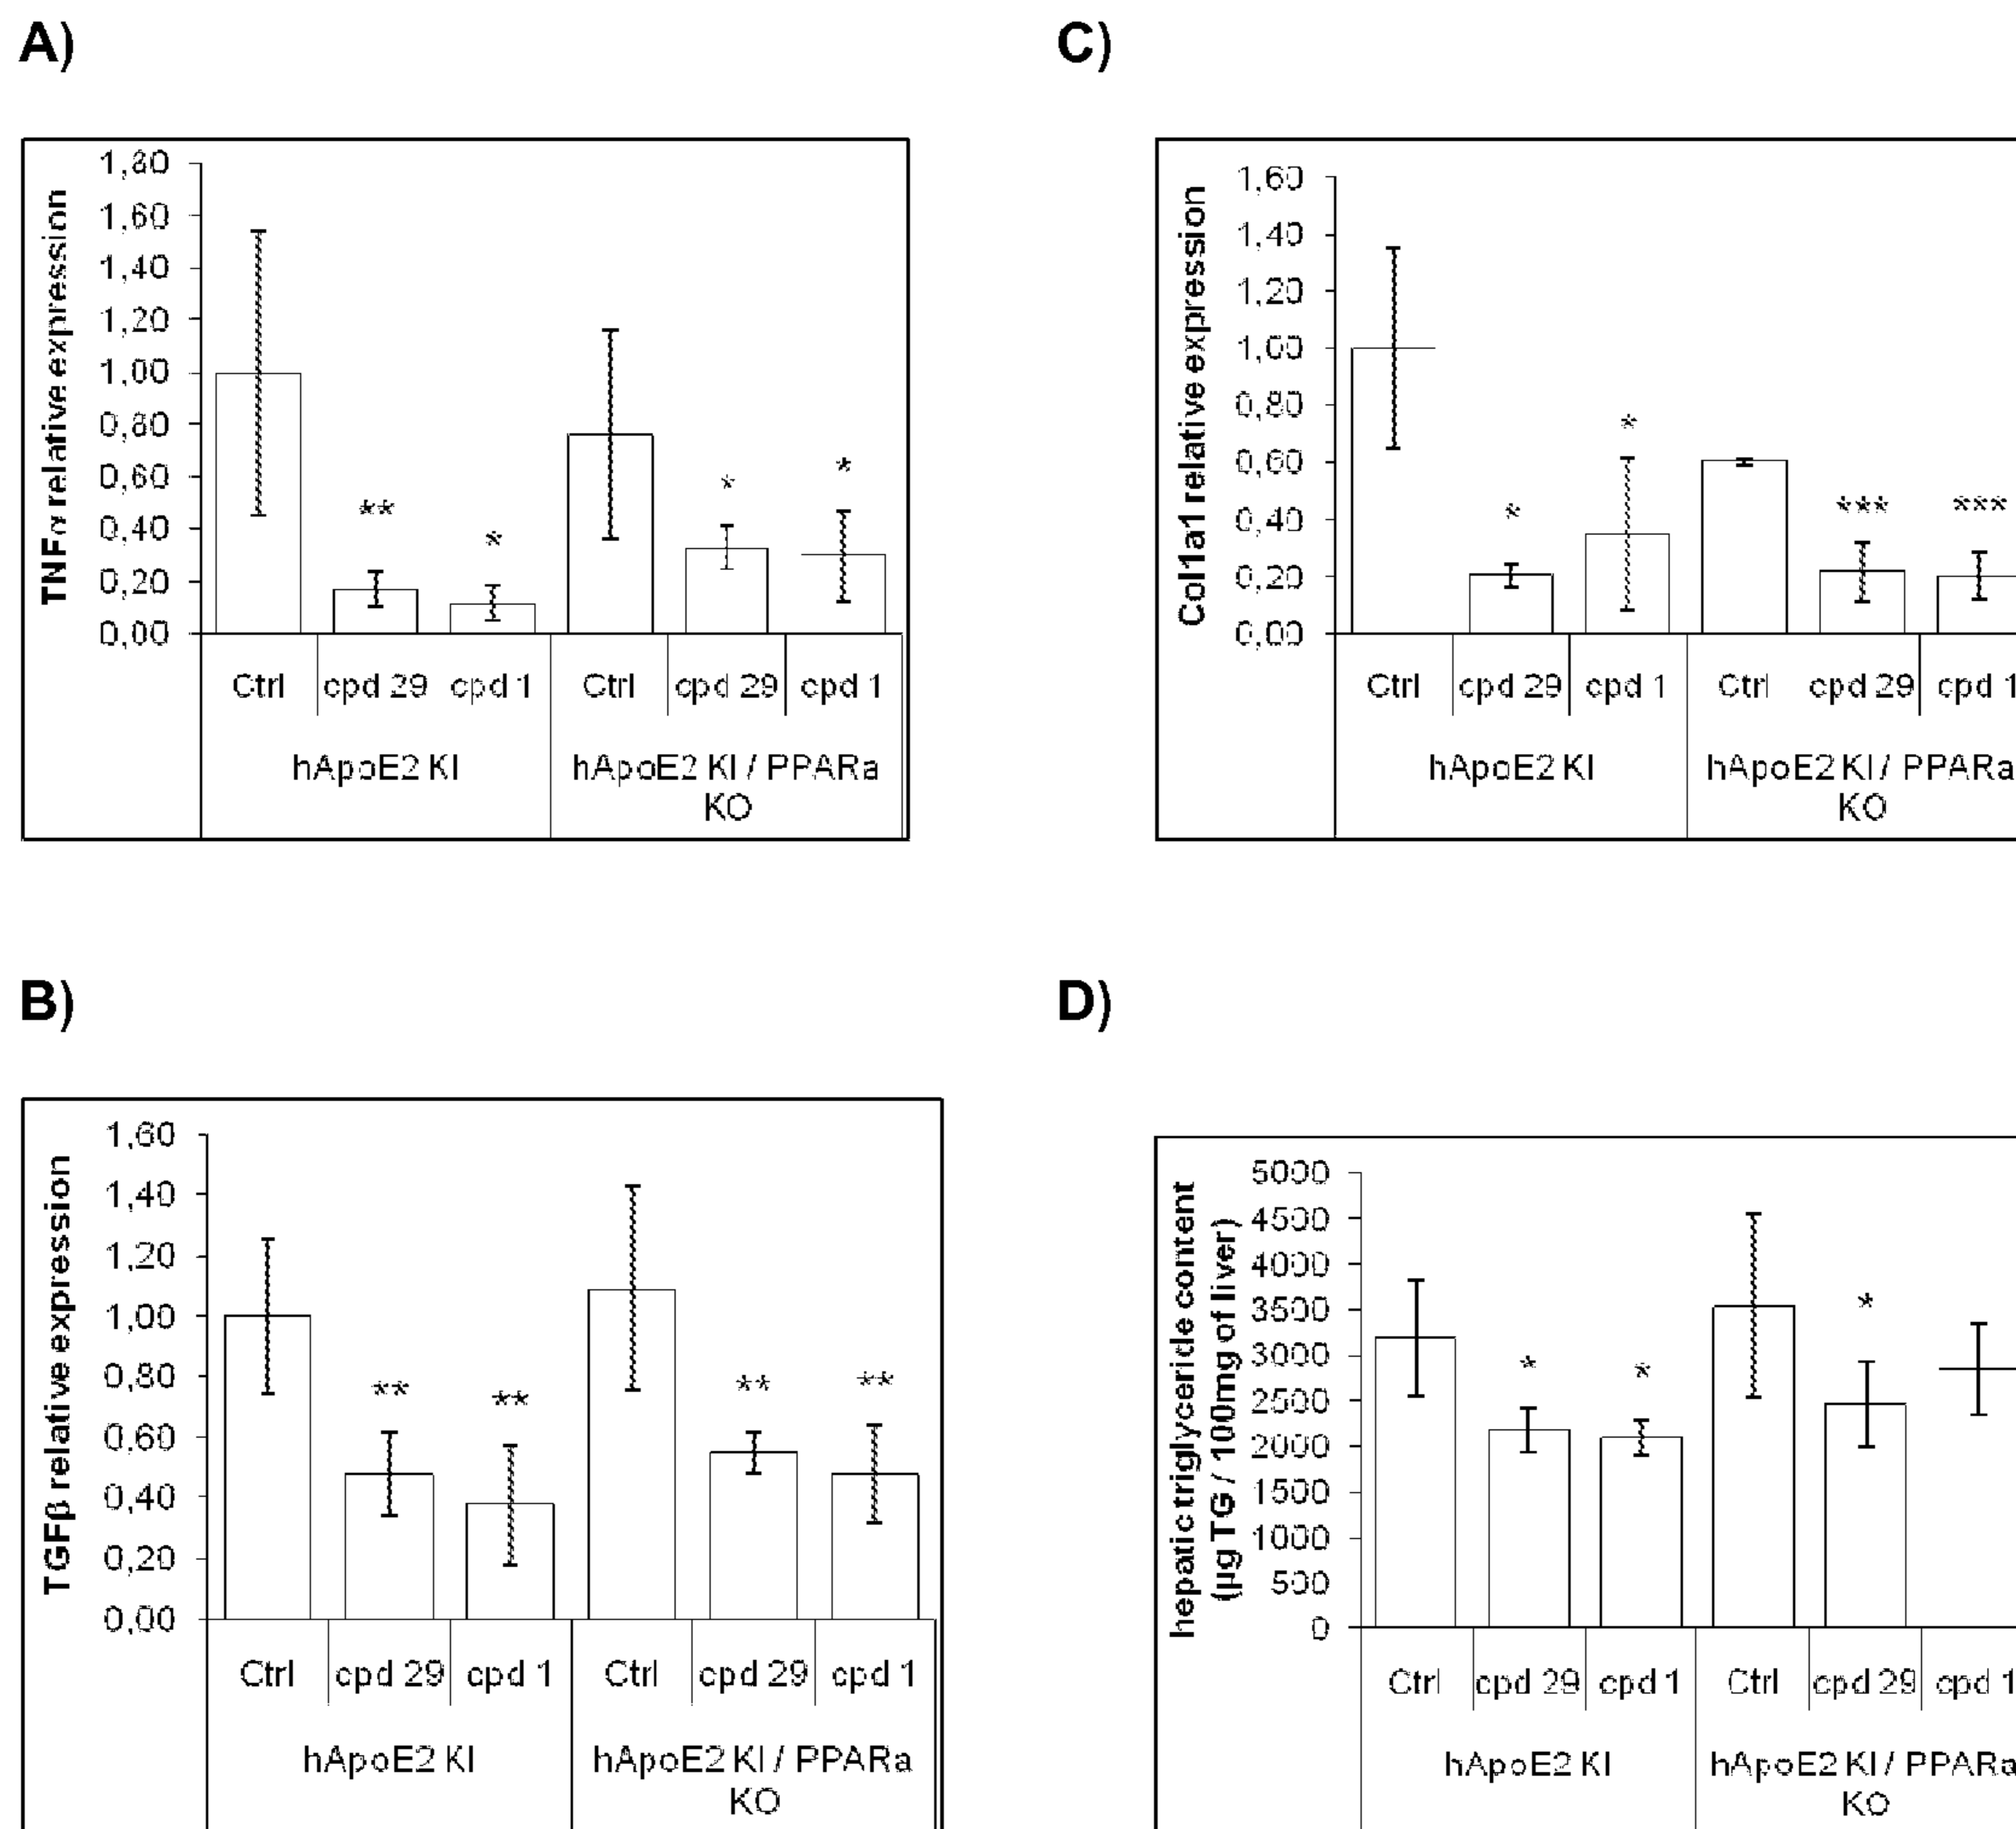 A)
TNFα relative expression
1,80
1,60
1,40
1,20
1,00
0,80
0,60
0,40
0,20
0,00
** * * *
Ctrl cpd 29 cpd 1 Ctrl cpd 29 cpd 1
hApoE2 KI hApoE2 KI / PPARa
KO
C)
Col1a1 relative expression
1,60
1,40
1,20
1,00
0,80
0,60
0,40
0,20
0,00
* * *** ***
Ctrl cpd 29 cpd 1 Ctrl cpd 29 cpd 1
hApoE2 KI hApoE2 KI / PPARa
KO
B)
TGFβ relative expression
1,60
1,40
1,20
1,00
0,80
0,60
0,40
0,20
0,00
** ** ** **
Ctrl cpd 29 cpd 1 Ctrl cpd 29 cpd 1
hApoE2 KI hApoE2 KI / PPARa
KO
D)
hepatic triglyceride content
(µg TG / 100mg of liver)
5000
4500
4000
3500
3000
2500
2000
1500
1000
500
0
* * *
Ctrl cpd 29 cpd 1 Ctrl cpd 29 cpd 1
hApoE2 KI hApoE2 KI / PPARa
KO